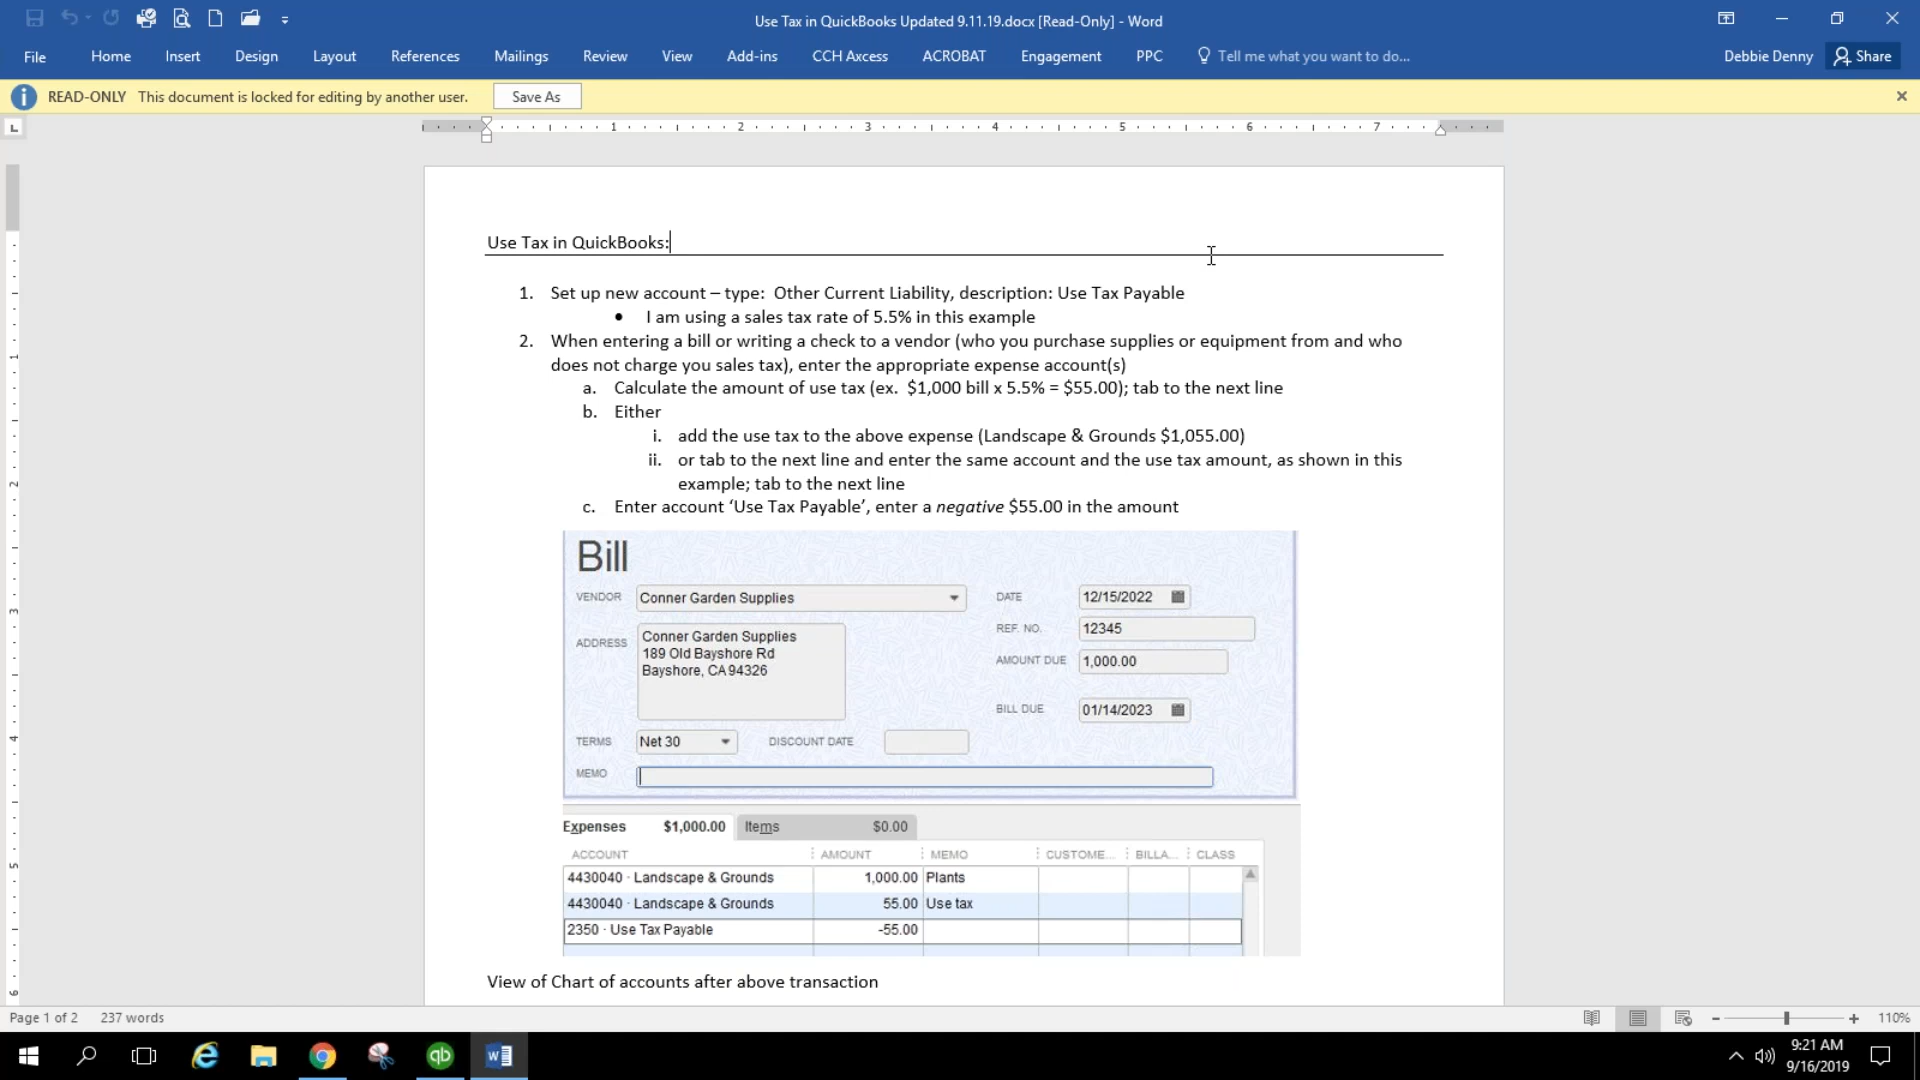 Use Tax in QuickBooks Updated 9.11.19.docx [Read-Only] - Word
File Home Insert Design Layout References Mailings Review View Add-ins CCH Axcess ACROBAT Engagement PPC Tell me what you want to do... Debbie Denny Share
READ-ONLY This document is locked for editing by another user. Save As
1 2 3 4 5 6 7
Use Tax in QuickBooks:
1. Set up new account – type: Other Current Liability, description: Use Tax Payable
• I am using a sales tax rate of 5.5% in this example
2. When entering a bill or writing a check to a vendor (who you purchase supplies or equipment from and who
does not charge you sales tax), enter the appropriate expense account(s)
a. Calculate the amount of use tax (ex. $1,000 bill x 5.5% = $55.00); tab to the next line
b. Either
i. add the use tax to the above expense (Landscape & Grounds $1,055.00)
ii. or tab to the next line and enter the same account and the use tax amount, as shown in this
example; tab to the next line
c. Enter account ‘Use Tax Payable’, enter a negative $55.00 in the amount
Bill
VENDOR Conner Garden Supplies DATE 12/15/2022
REF. NO. 12345
ADDRESS Conner Garden Supplies
189 Old Bayshore Rd
Bayshore, CA 94326
AMOUNT DUE 1,000.00
BILL DUE 01/14/2023
TERMS Net 30 DISCOUNT DATE
MEMO
Expenses $1,000.00 Items $0.00
ACCOUNT AMOUNT MEMO CUSTOME... BILLA... CLASS
4430040 · Landscape & Grounds 1,000.00 Plants
4430040 · Landscape & Grounds 55.00 Use tax
2350 · Use Tax Payable -55.00
View of Chart of accounts after above transaction
1 2 3 4 5 6
Page 1 of 2 237 words 110%
9:21 AM
9/16/2019